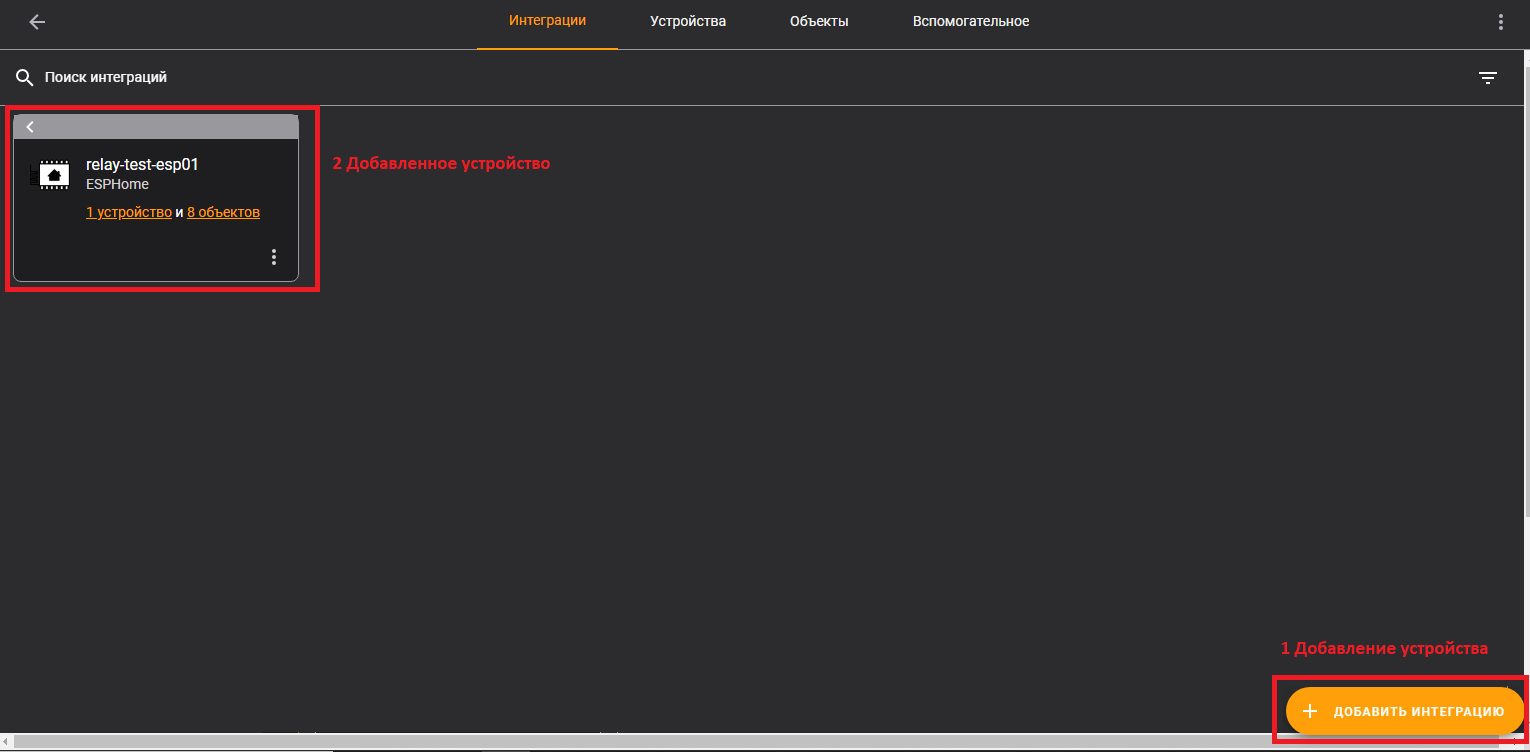 Интеграции Устройства Объекты Вспомогательное
Поиск интеграций
relay-test-esp01
ESPHome
1 устройство и 8 объектов
2 Добавленное устройство
1 Добавление устройства
ДОБАВИТЬ ИНТЕГРАЦИЮ